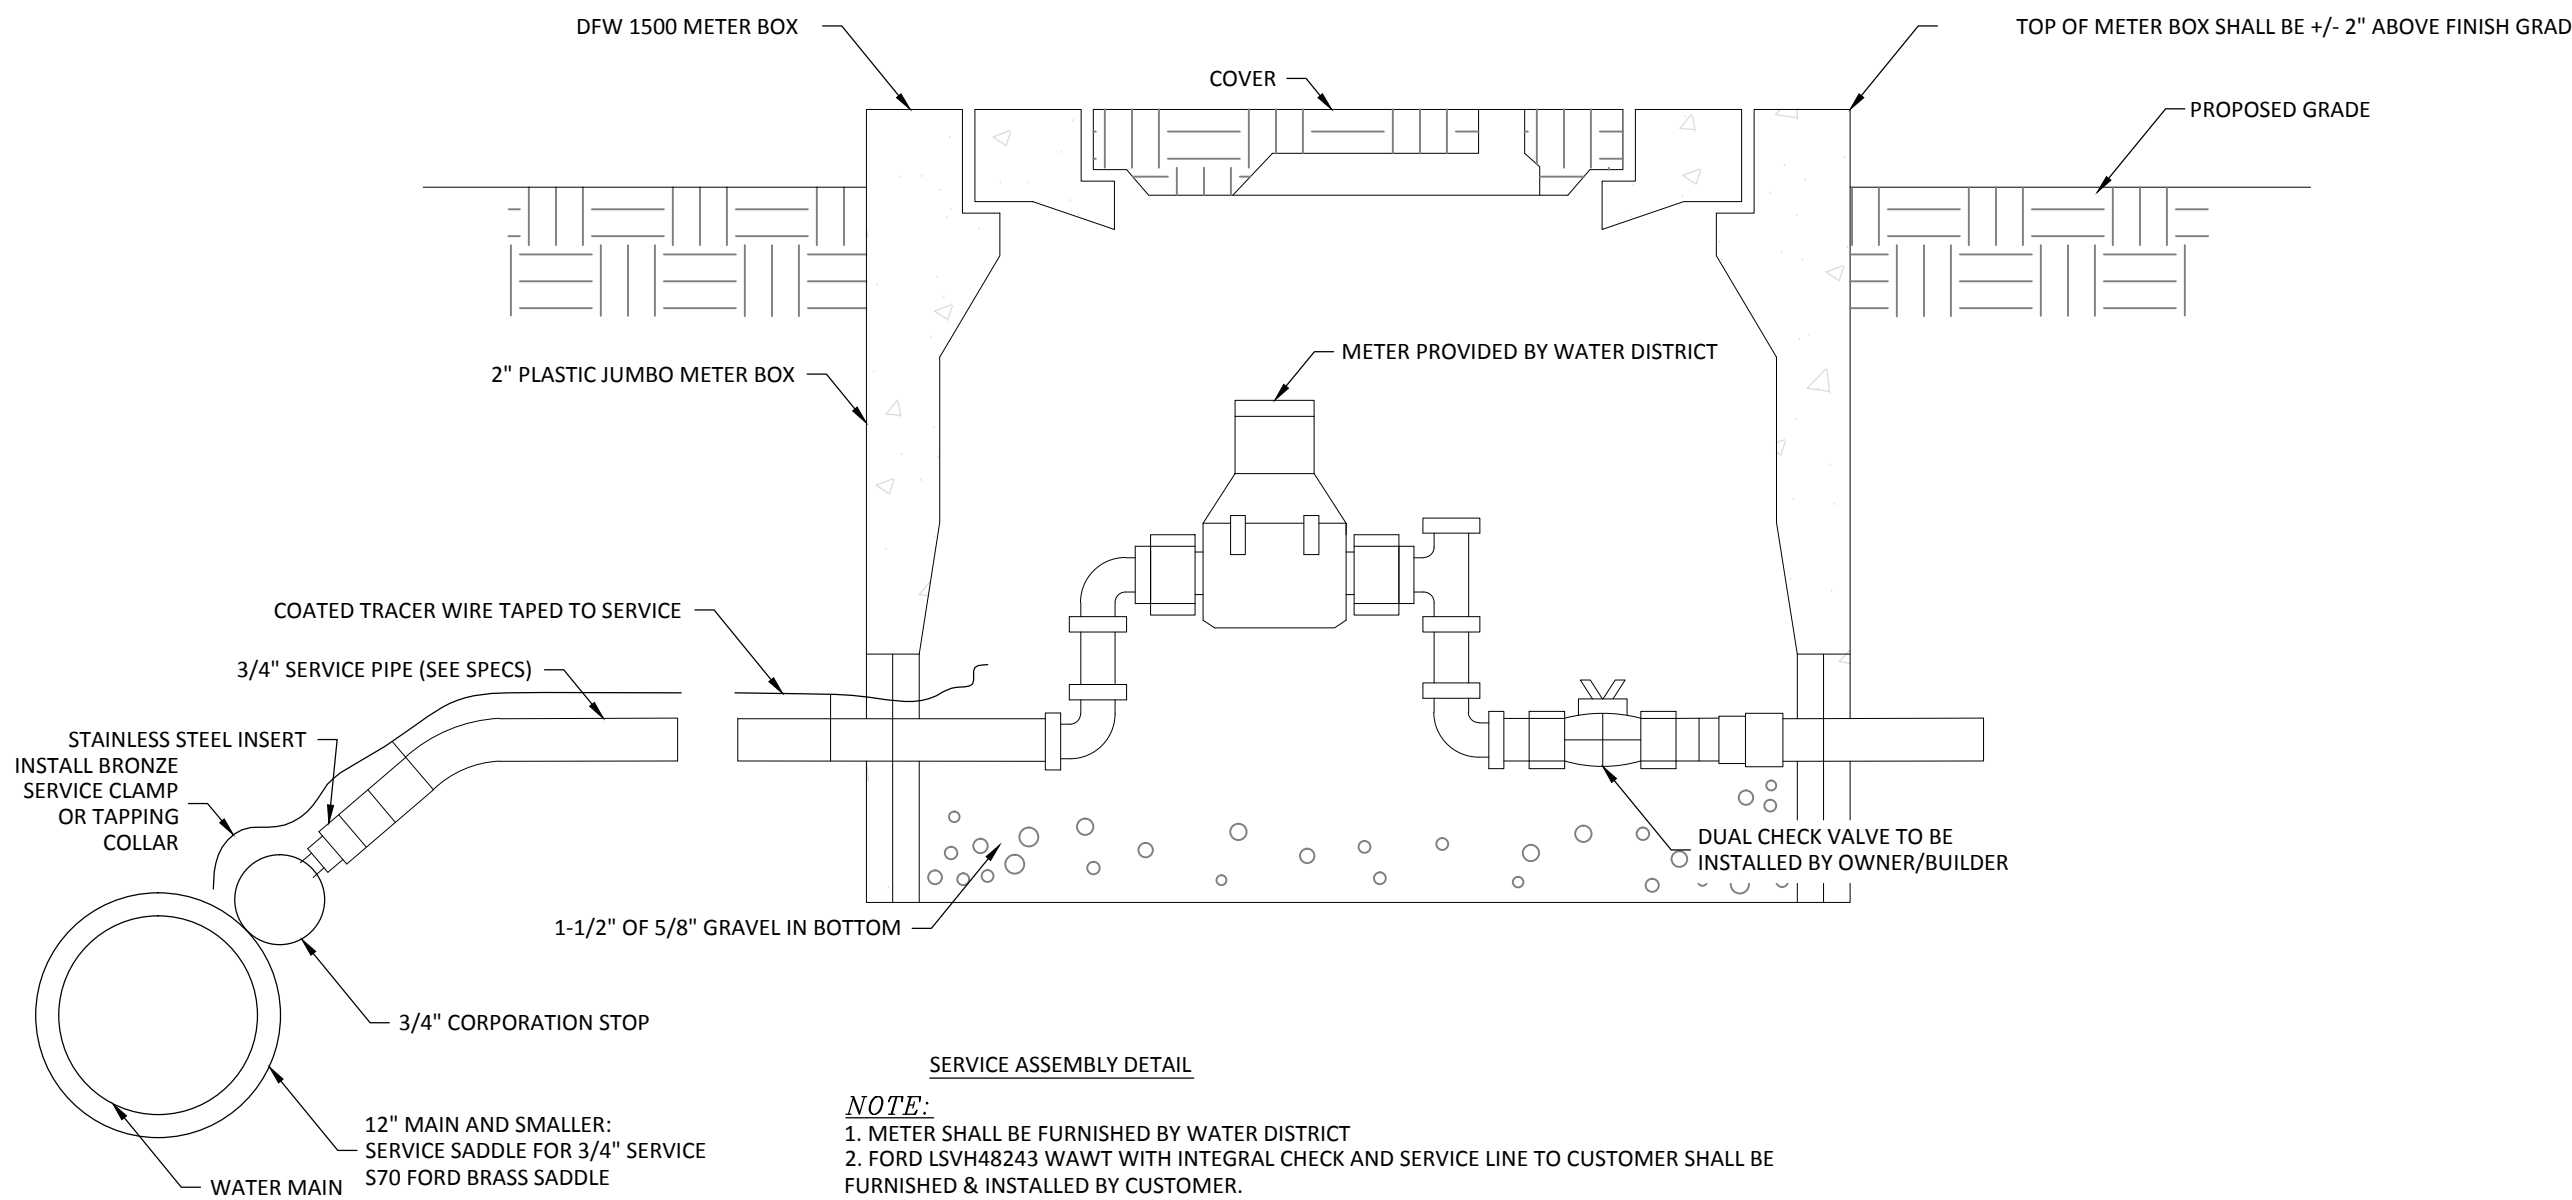 DFW 1500 METER BOX
TOP OF METER BOX SHALL BE +/- 2" ABOVE FINISH GRAD
COVER
PROPOSED GRADE
METER PROVIDED BY WATER DISTRICT
2" PLASTIC JUMBO METER BOX
COATED TRACER WIRE TAPED TO SERVICE
3/4" SERVICE PIPE (SEE SPECS)
STAINLESS STEEL INSERT
INSTALL BRONZE
SERVICE CLAMP
OR TAPPING
COLLAR
DUAL CHECK VALVE TO BE
INSTALLED BY OWNER/BUILDER
1-1/2" OF 5/8" GRAVEL IN BOTTOM
3/4" CORPORATION STOP
12" MAIN AND SMALLER:
SERVICE SADDLE FOR 3/4" SERVICE
S70 FORD BRASS SADDLE
WATER MAIN
SERVICE ASSEMBLY DETAIL
NOTE:
1. METER SHALL BE FURNISHED BY WATER DISTRICT
2. FORD LSVH48243 WAWT WITH INTEGRAL CHECK AND SERVICE LINE TO CUSTOMER SHALL BE
FURNISHED & INSTALLED BY CUSTOMER.